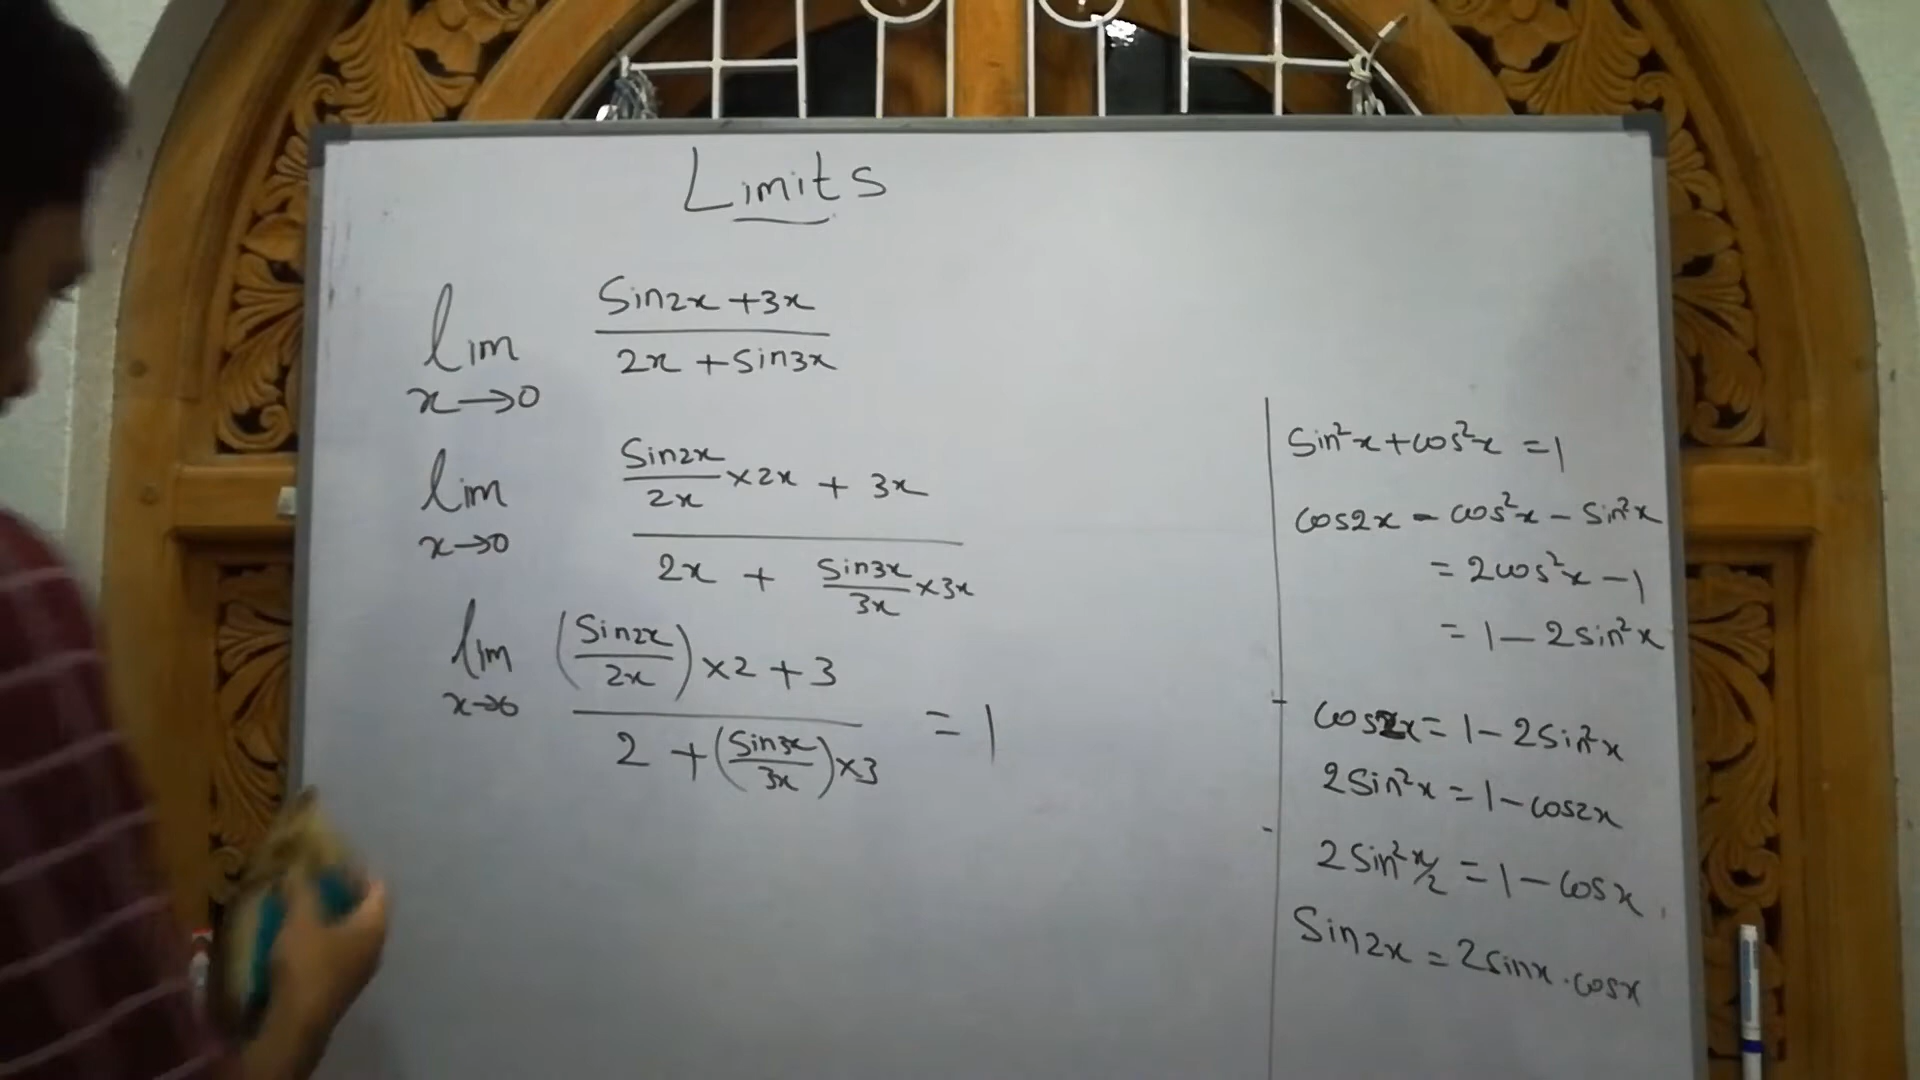 Limits
lim x→0 (Sin2x + 3x) / (2x + Sin3x)
lim x→0 (Sin2x/2x × 2x + 3x) / (2x + Sin3x/3x × 3x)
lim x→0 ((Sin2x/2x) × 2 + 3) / (2 + (Sin3x/3x) × 3) = 1
Sin²x + cos²x = 1
cos2x = cos²x - Sin²x
= 2cos²x - 1
= 1 - 2sin²x
cos2x = 1 - 2Sin²x
2Sin²x = 1 - cos2x
2Sin²x/2 = 1 - cosx
Sin2x = 2sinx.cosx